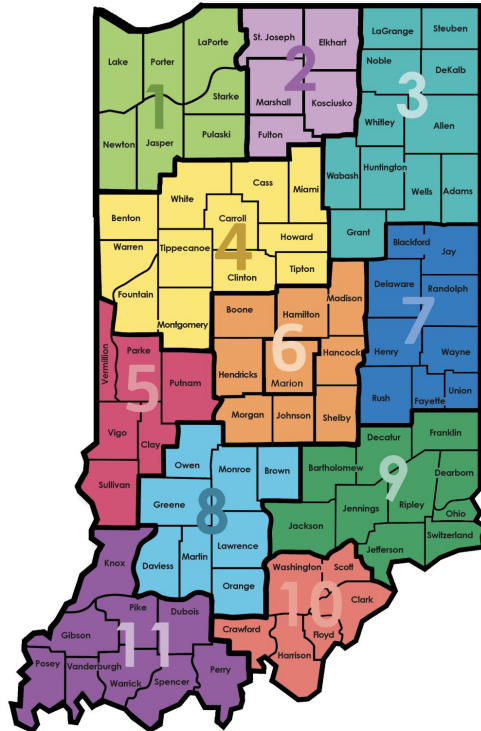 LaPorte
St. Joseph
Elkhart
LaGrange
Steuben
Lake
Porter
Noble
DeKalb
2
1
3
Starke
Marshall
Kosciusko
Allen
Whitley
Newton
Jasper
Pulaski
Fulton
Wabash
Huntington
Wells
Adams
Cass
Miami
White
Benton
Carroll
Grant
Warren
Tippecanoe
4
Howard
Blackford
Jay
Clinton
Tipton
Delaware
Randolph
Fountain
Montgomery
Boone
Hamilton
Madison
7
Vermillion
Parke
6
Hancock
Henry
Wayne
5
Putnam
Hendricks
Marion
Rush
Fayette
Union
Morgan
Johnson
Shelby
Vigo
Clay
Decatur
Franklin
Owen
Monroe
Brown
Bartholomew
Dearborn
9
Sullivan
Greene
8
Jennings
Ripley
Ohio
Jackson
Switzerland
Lawrence
Jefferson
Knox
Daviess
Martin
Washington
Scott
Orange
10
Clark
Pike
Dubois
Crawford
Floyd
Gibson
11
Harrison
Posey
Vanderburgh
Warrick
Spencer
Perry